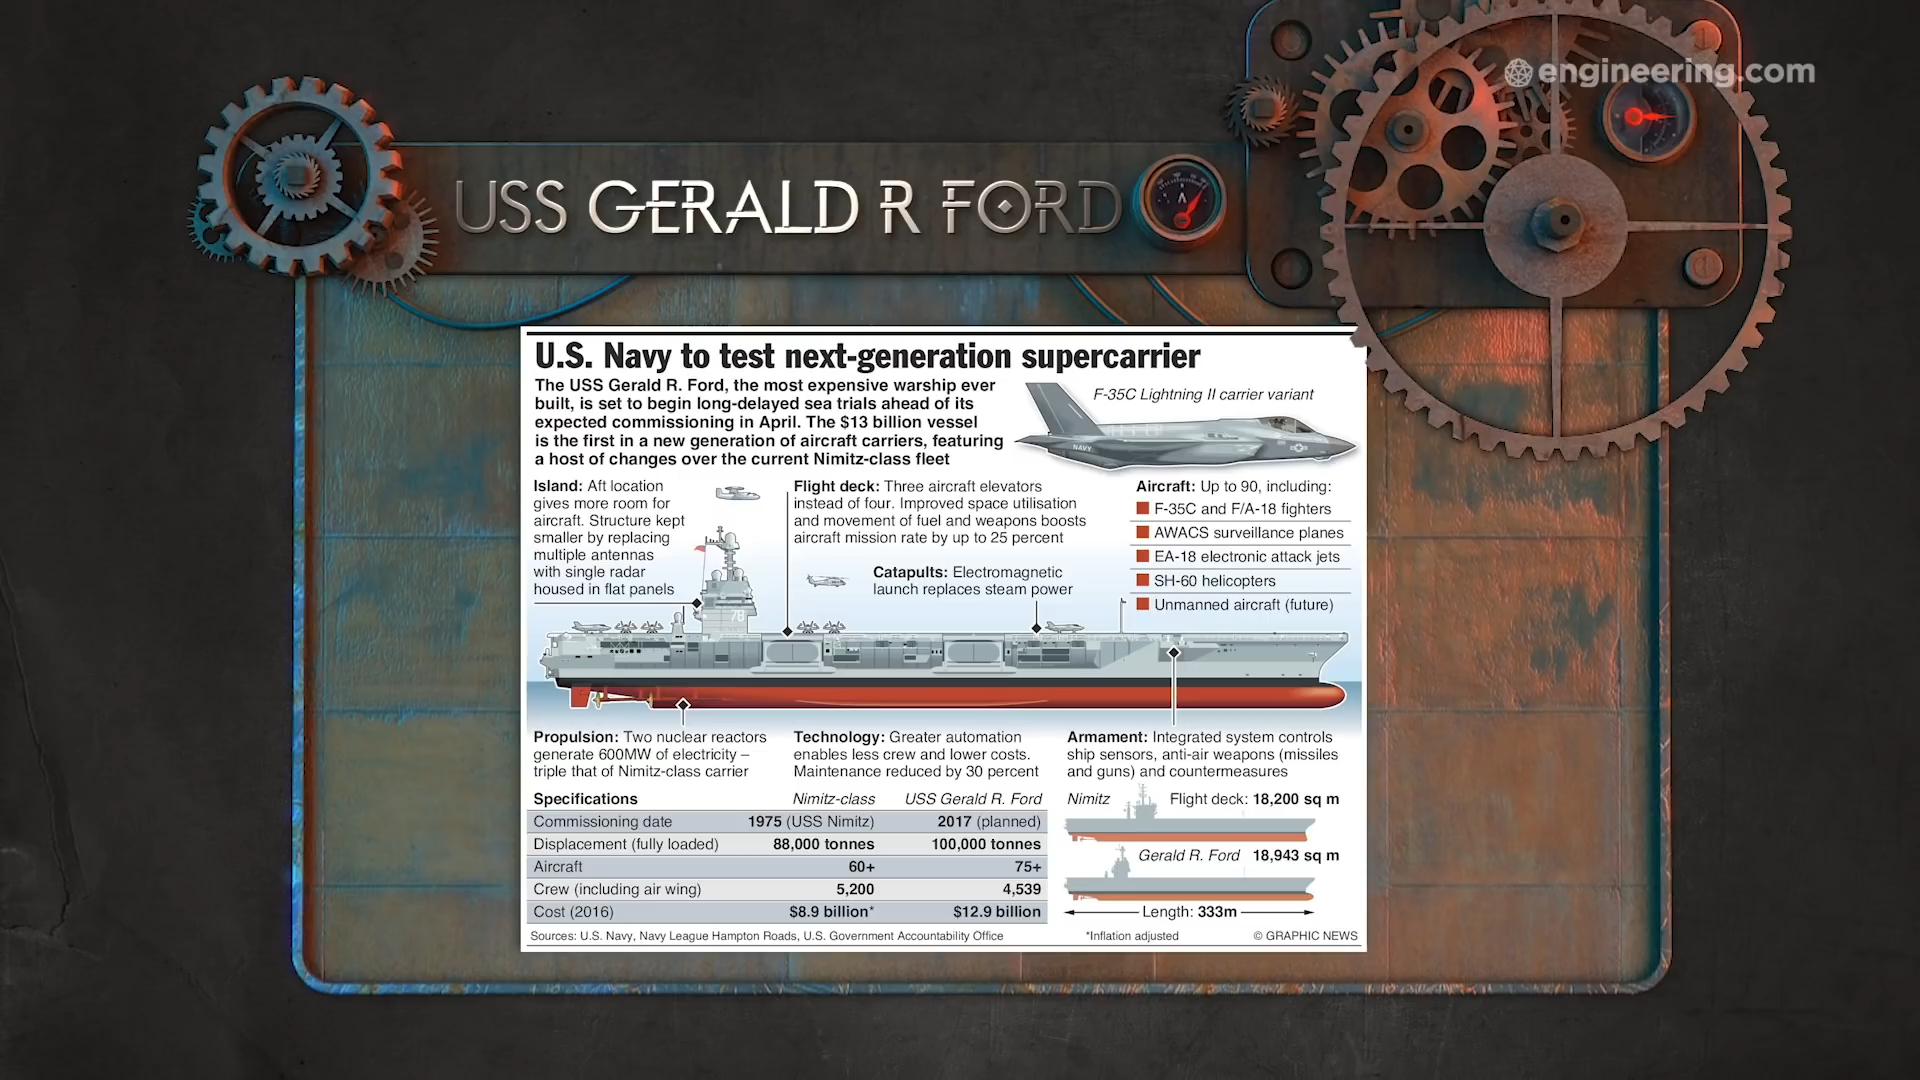 engineering.com
USS GERALD R FORD
U.S. Navy to test next-generation supercarrier
The USS Gerald R. Ford, the most expensive warship ever
built, is set to begin long-delayed sea trials ahead of its
expected commissioning in April. The $13 billion vessel
is the first in a new generation of aircraft carriers, featuring
a host of changes over the current Nimitz-class fleet
F-35C Lightning II carrier variant
NAVY
Island: Aft location
gives more room for
aircraft. Structure kept
smaller by replacing
multiple antennas
with single radar
housed in flat panels
Flight deck: Three aircraft elevators
instead of four. Improved space utilisation
and movement of fuel and weapons boosts
aircraft mission rate by up to 25 percent
Catapults: Electromagnetic
launch replaces steam power
Aircraft: Up to 90, including:
F-35C and F/A-18 fighters
AWACS surveillance planes
EA-18 electronic attack jets
SH-60 helicopters
Unmanned aircraft (future)
78
Propulsion: Two nuclear reactors
generate 600MW of electricity –
triple that of Nimitz-class carrier
Technology: Greater automation
enables less crew and lower costs.
Maintenance reduced by 30 percent
Armament: Integrated system controls
ship sensors, anti-air weapons (missiles
and guns) and countermeasures
Specifications Nimitz-class USS Gerald R. Ford
Commissioning date 1975 (USS Nimitz) 2017 (planned)
Displacement (fully loaded) 88,000 tonnes 100,000 tonnes
Aircraft 60+ 75+
Crew (including air wing) 5,200 4,539
Cost (2016) $8.9 billion* $12.9 billion
Nimitz Flight deck: 18,200 sq m
Gerald R. Ford 18,943 sq m
Length: 333m
Sources: U.S. Navy, Navy League Hampton Roads, U.S. Government Accountability Office
*Inflation adjusted
© GRAPHIC NEWS